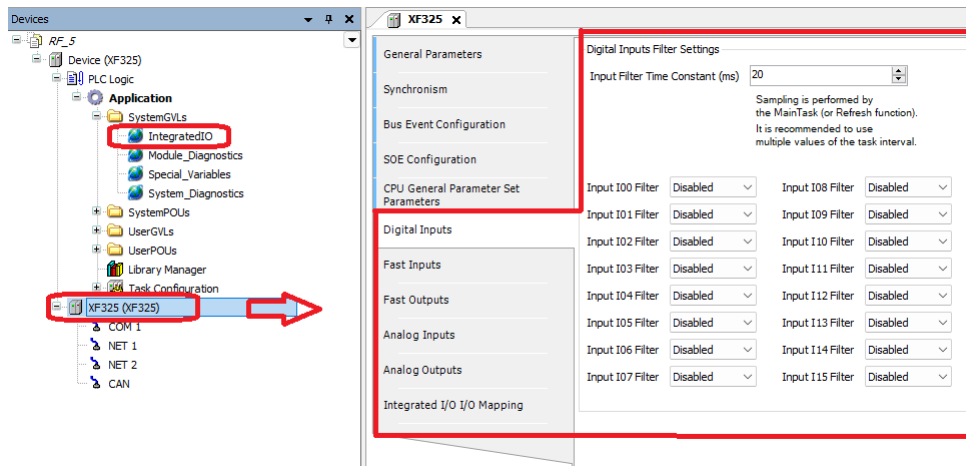 Devices
RF_5
Device (XF325)
PLC Logic
Application
SystemGVLs
IntegratedIO
Module_Diagnostics
Special_Variables
System_Diagnostics
SystemPOUs
UserGVLs
UserPOUs
Library Manager
Task Configuration
XF325 (XF325)
COM 1
NET 1
NET 2
CAN
XF325
General Parameters
Synchronism
Bus Event Configuration
SOE Configuration
CPU General Parameter Set
Parameters
Digital Inputs
Fast Inputs
Fast Outputs
Analog Inputs
Analog Outputs
Integrated I/O I/O Mapping
Digital Inputs Filter Settings
Input Filter Time Constant (ms) 20
Sampling is performed by
the MainTask (or Refresh function).
It is recommended to use
multiple values of the task interval.
Input I00 Filter Disabled Input I08 Filter Disabled
Input I01 Filter Disabled Input I09 Filter Disabled
Input I02 Filter Disabled Input I10 Filter Disabled
Input I03 Filter Disabled Input I11 Filter Disabled
Input I04 Filter Disabled Input I12 Filter Disabled
Input I05 Filter Disabled Input I13 Filter Disabled
Input I06 Filter Disabled Input I14 Filter Disabled
Input I07 Filter Disabled Input I15 Filter Disabled